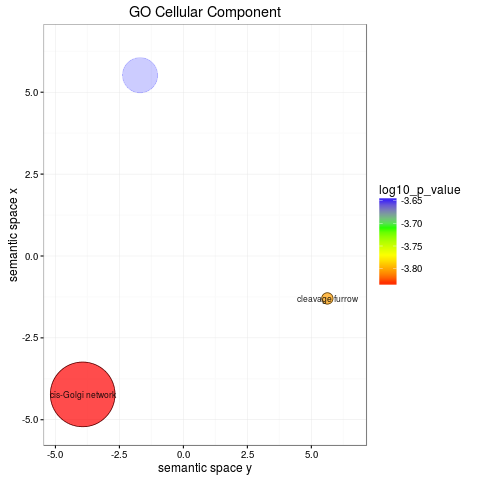 GO Cellular Component
5.0
2.5
0.0
-2.5
-5.0
semantic space x
cleavage furrow
cis-Golgi network
-5.0
-2.5
0.0
2.5
5.0
semantic space y
log10_p_value
-3.65
-3.70
-3.75
-3.80